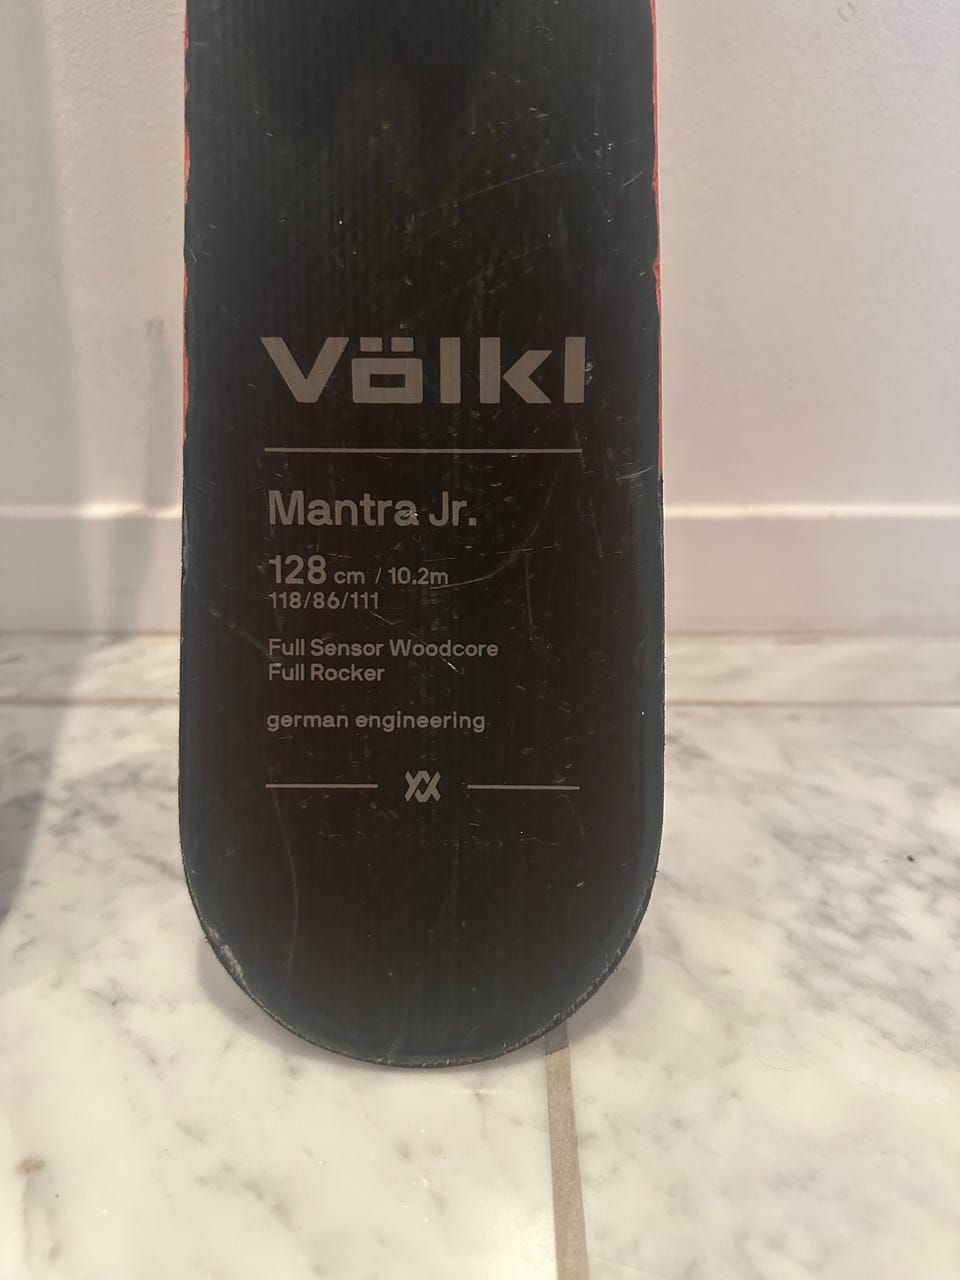 Völkl
Mantra Jr.
128 cm / 10.2m
118/86/111
Full Sensor Woodcore
Full Rocker
german engineering